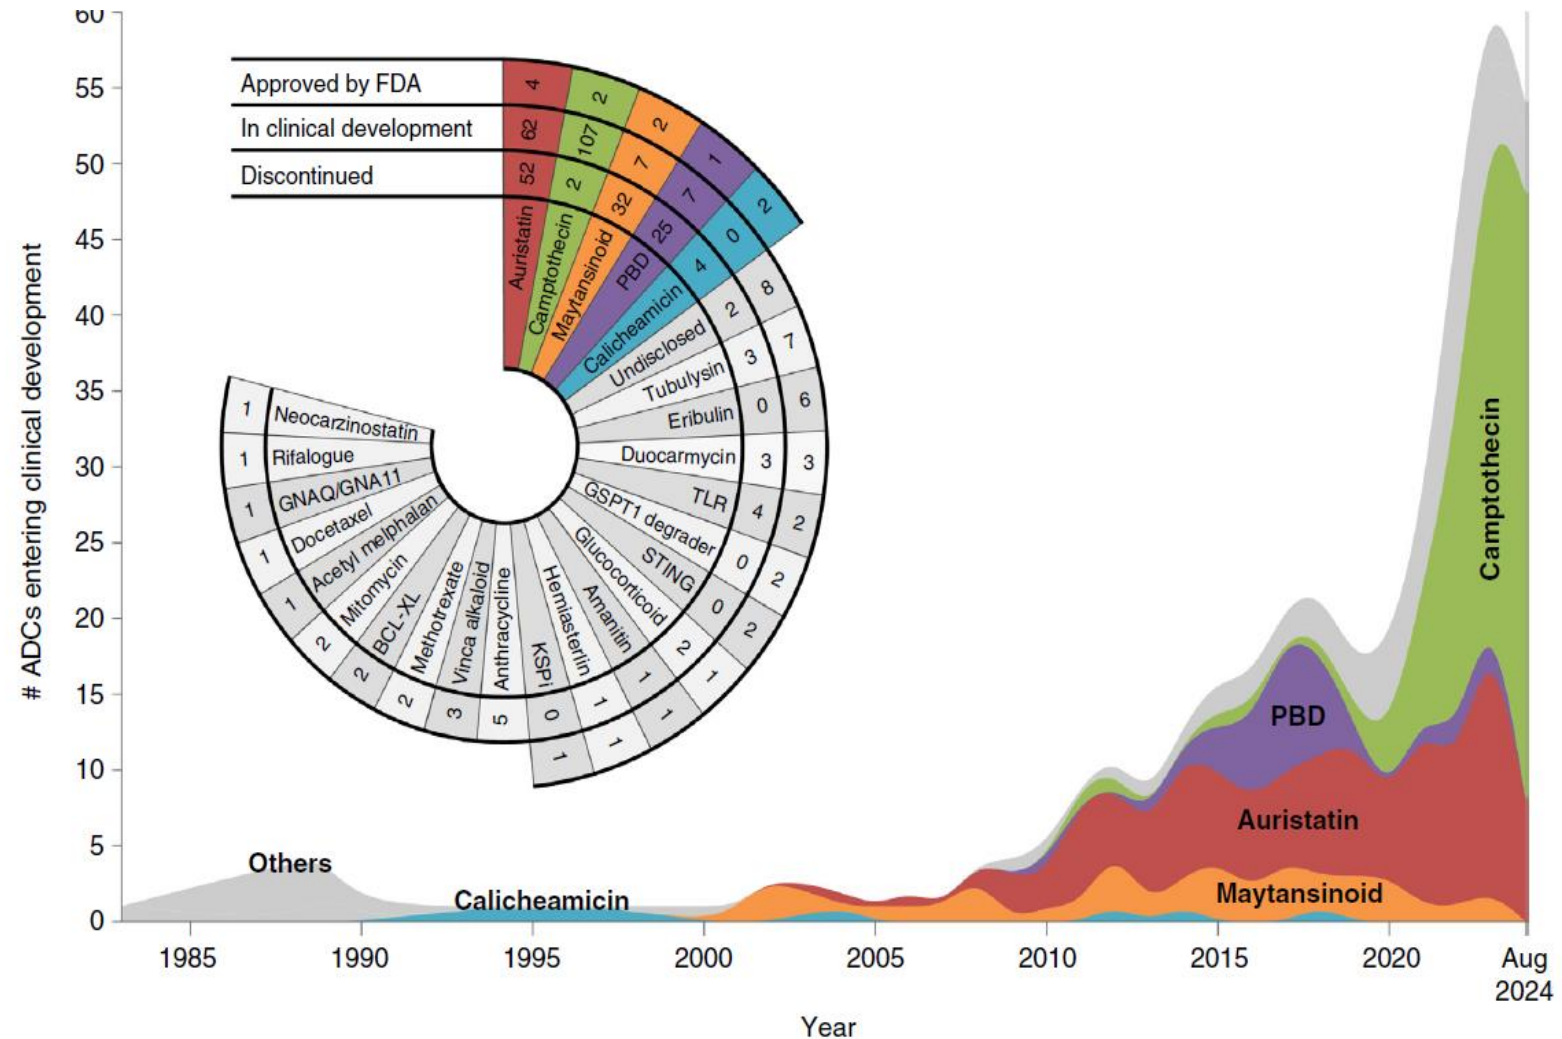 # ADCs entering clinical development
60
55
50
45
40
35
30
25
20
15
10
5
0
Approved by FDA
In clinical development
Discontinued
4
62
52
Auristatin
2
107
2
Camptothecin
2
7
32
Maytansinoid
1
7
25
PBD
2
0
4
Calicheamicin
8
2
Undisclosed
7
3
Tubulysin
6
0
Eribulin
3
3
Duocarmycin
2
4
TLR
2
0
GSPT1 degrader
2
0
STING
1
2
Glucocorticoid
1
1
Amanitin
1
1
Hemiasterlin
1
0
KSPi
5
Anthracycline
3
Vinca alkaloid
2
Methotrexate
2
BCL-XL
2
Mitomycin
1
Acetyl melphalan
1
Docetaxel
1
GNAQ/GNA11
1
Rifalogue
1
Neocarzinostatin
Others
Calicheamicin
Maytansinoid
Auristatin
PBD
Camptothecin
1985
1990
1995
2000
2005
2010
2015
2020
Aug
2024
Year